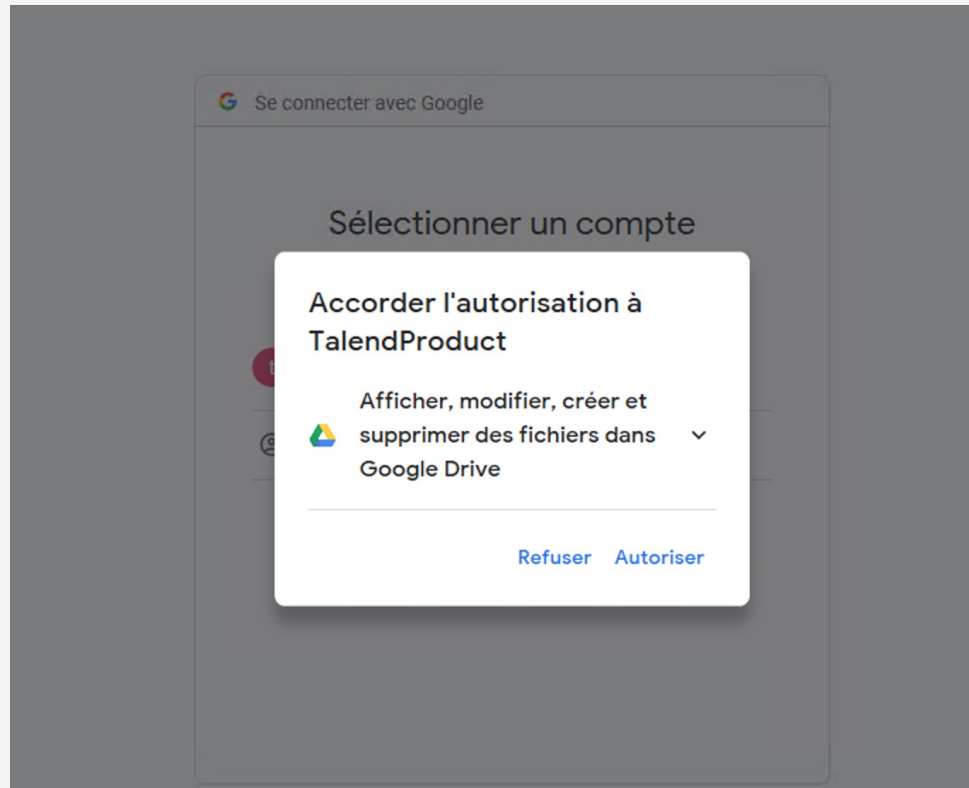 Se connecter avec Google
Sélectionner un compte
Accorder l'autorisation à
TalendProduct
t
Afficher, modifier, créer et
supprimer des fichiers dans
Google Drive
Refuser Autoriser